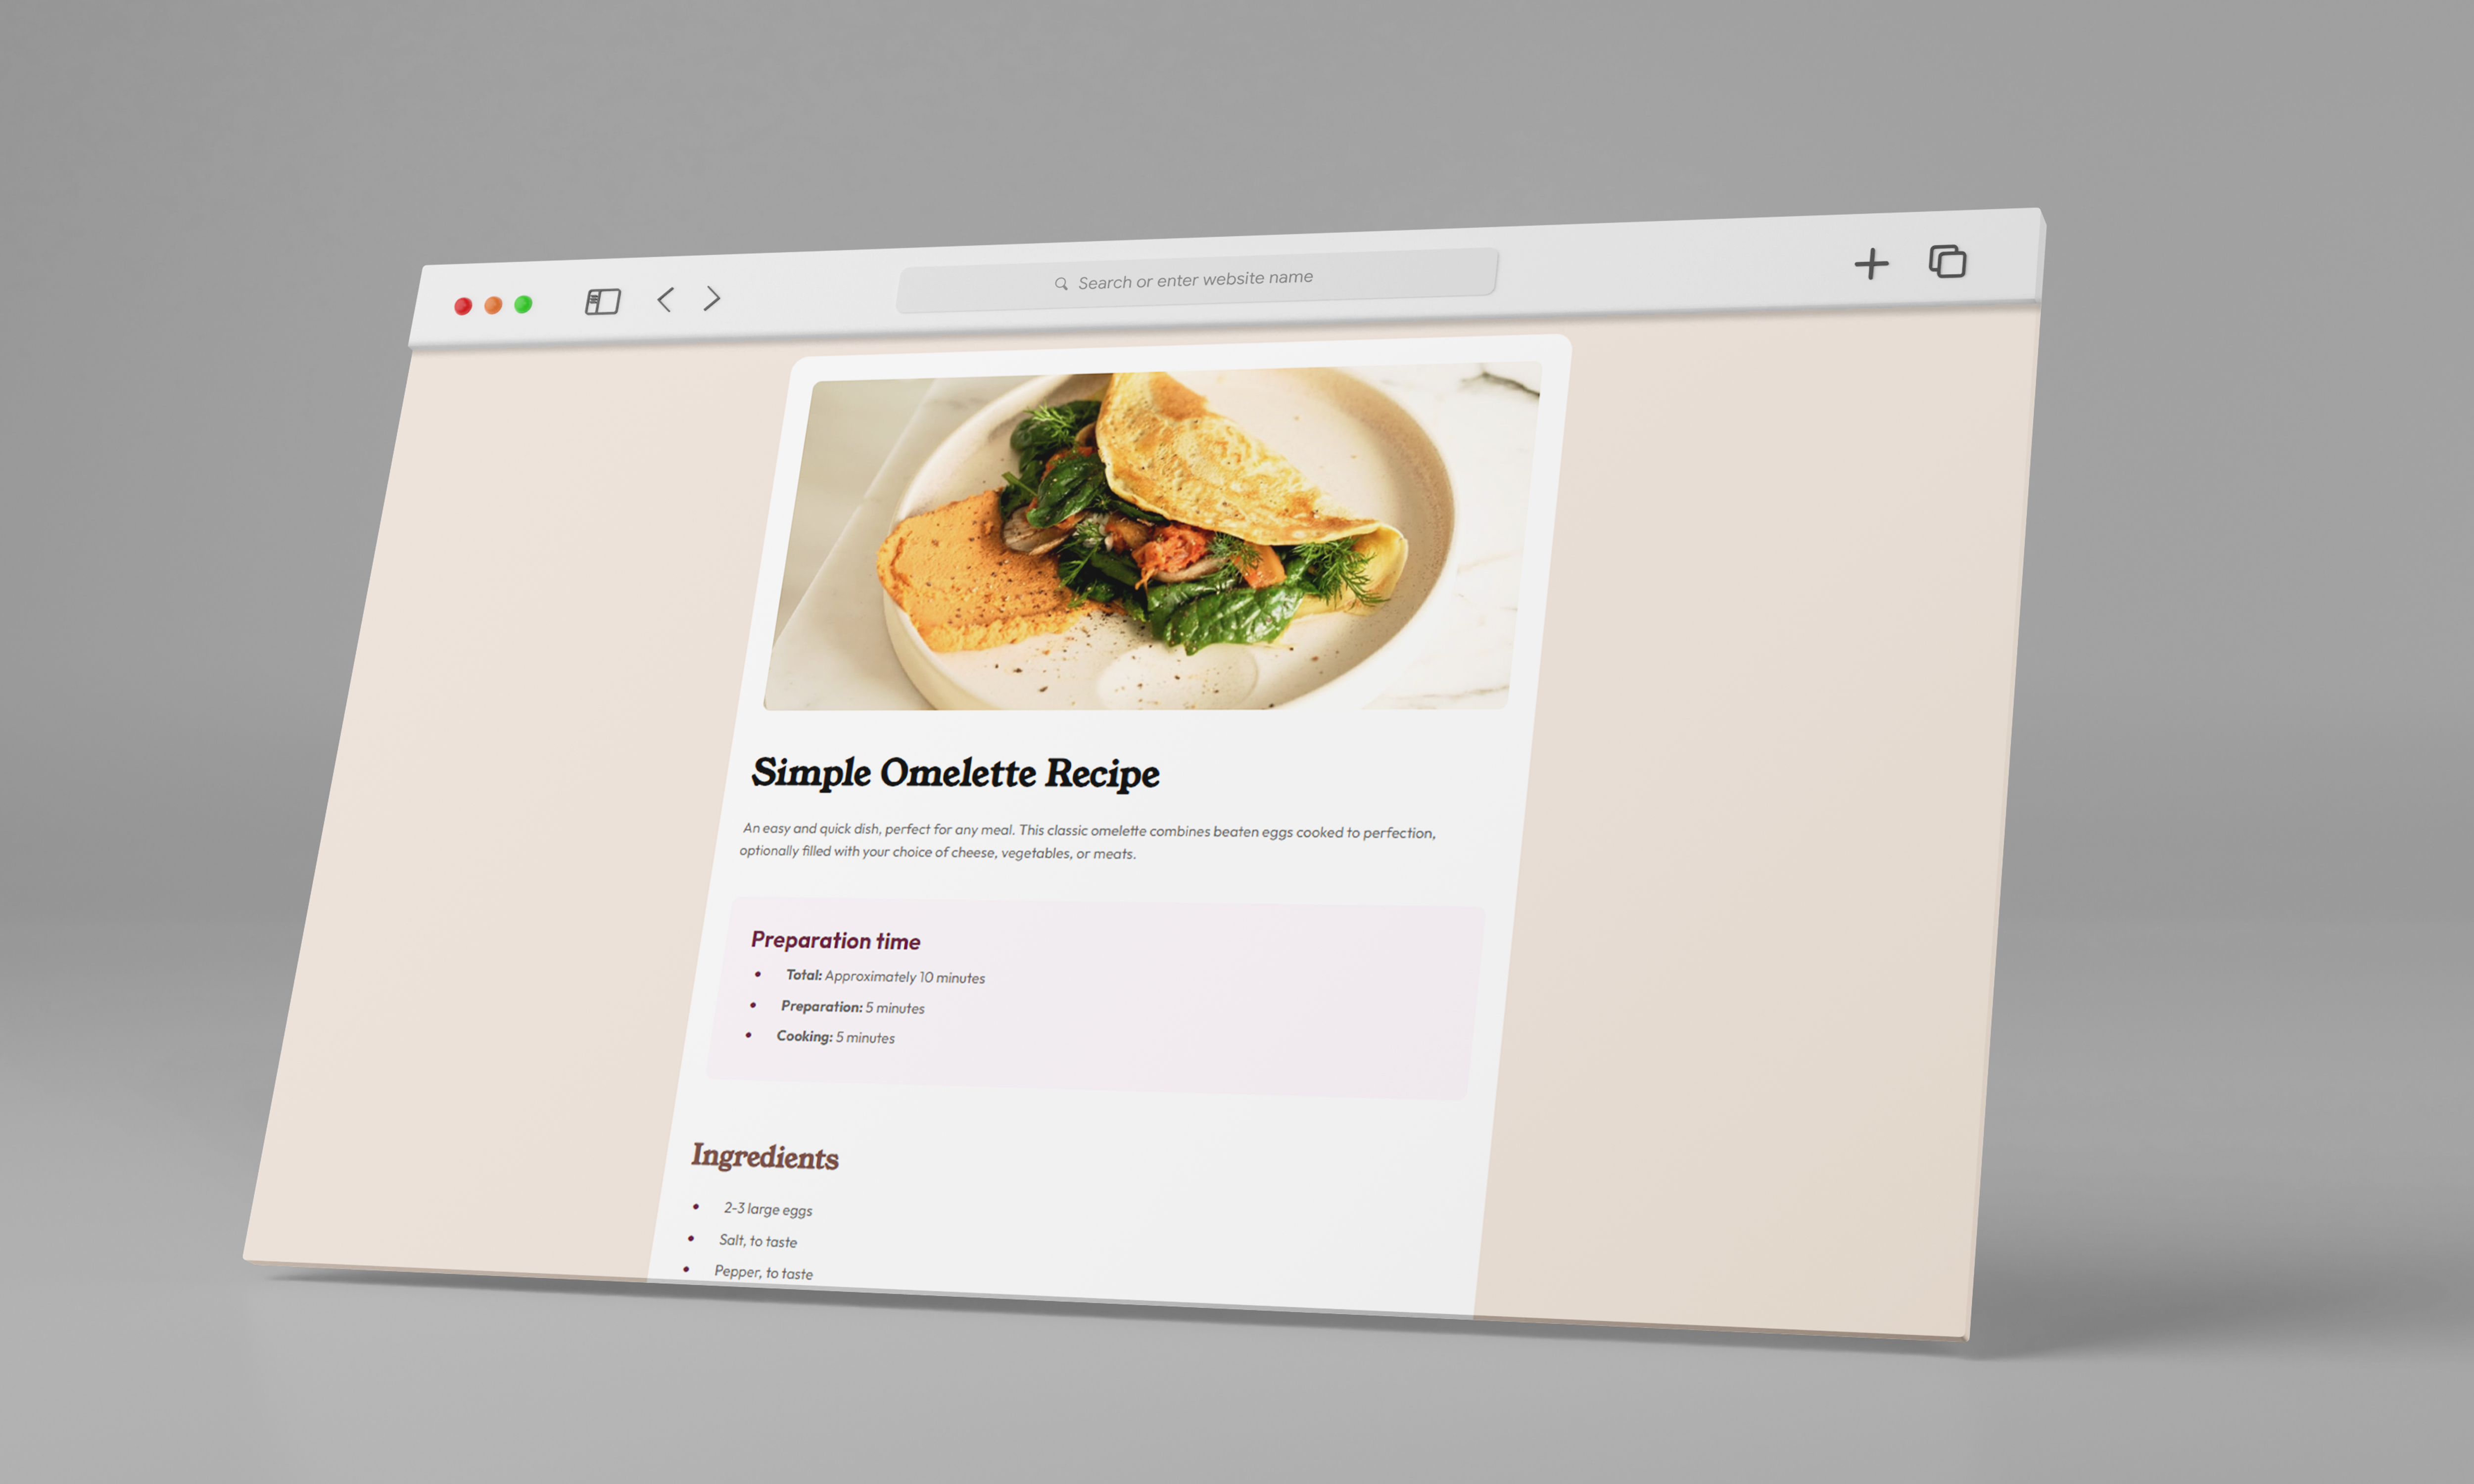 Search or enter website name
Simple Omelette Recipe
An easy and quick dish, perfect for any meal. This classic omelette combines beaten eggs cooked to perfection,
optionally filled with your choice of cheese, vegetables, or meats.
Preparation time
• Total: Approximately 10 minutes
• Preparation: 5 minutes
• Cooking: 5 minutes
Ingredients
• 2-3 large eggs
• Salt, to taste
• Pepper, to taste